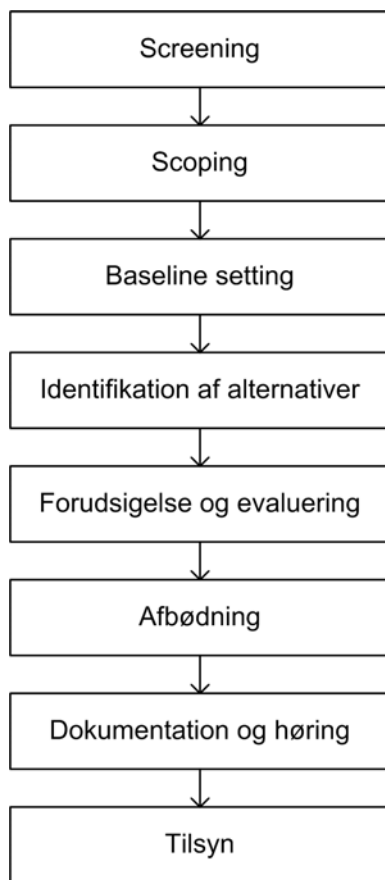 Screening
Scoping
Baseline setting
Identifikation af alternativer
Forudsigelse og evaluering
Afbødning
Dokumentation og høring
Tilsyn